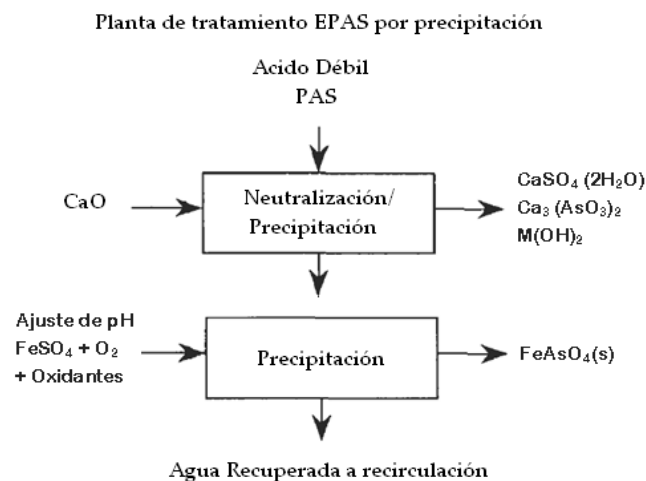 Planta de tratamiento EPAS por precipitación
Acido Débil
PAS
CaO
Neutralización/
Precipitación
CaSO₄ (2H₂O)
Ca₃ (AsO₃)₂
M(OH)₂
Ajuste de pH
FeSO₄ + O₂
+ Oxidantes
Precipitación
FeAsO₄(s)
Agua Recuperada a recirculación